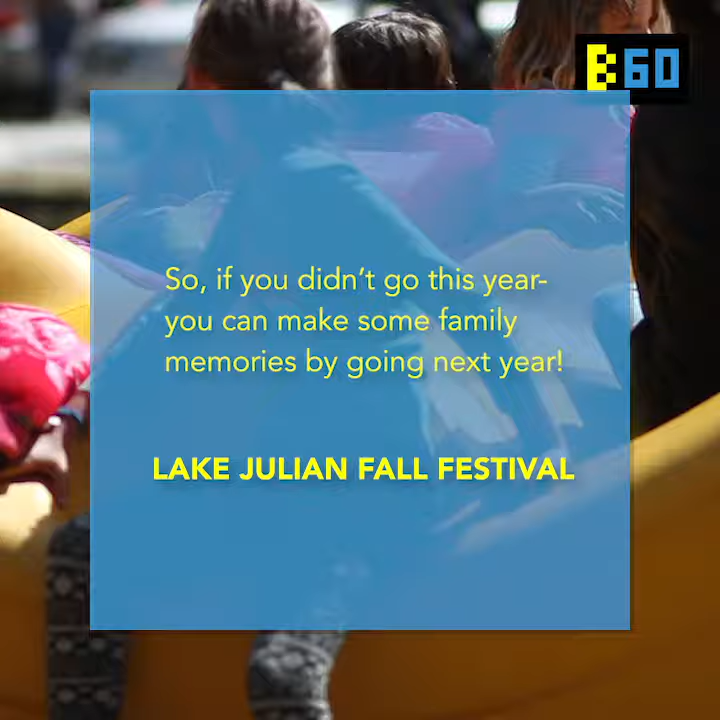 B60
So, if you didn't go this year-
you can make some family
memories by going next year!
LAKE JULIAN FALL FESTIVAL